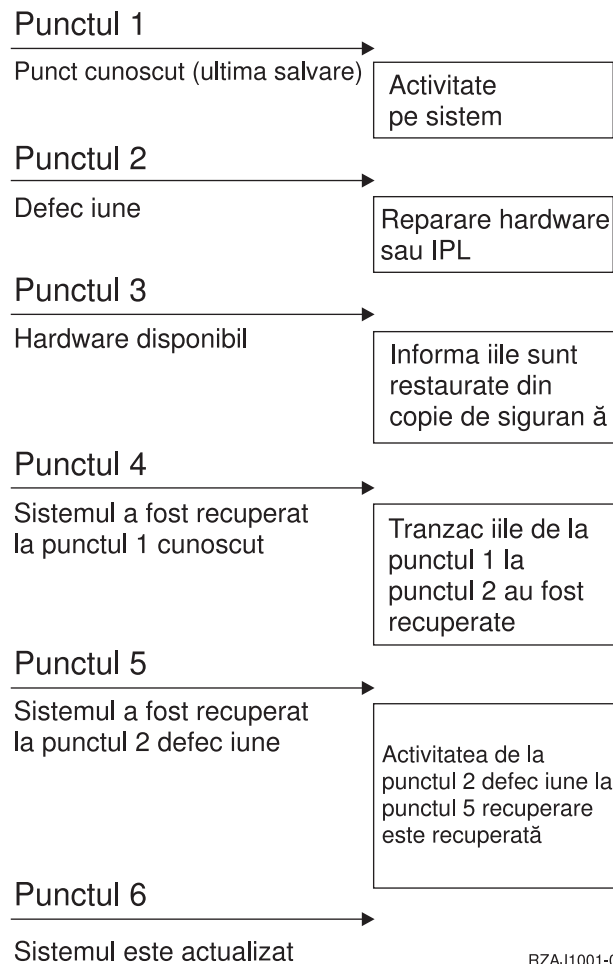 Punctul 1
Punct cunoscut (ultima salvare)
Activitate
pe sistem
Punctul 2
Defec iune
Reparare hardware
sau IPL
Punctul 3
Hardware disponibil
Informa iile sunt
restaurate din
copie de siguran ă
Punctul 4
Sistemul a fost recuperat
la punctul 1 cunoscut
Tranzac iile de la
punctul 1 la
punctul 2 au fost
recuperate
Punctul 5
Sistemul a fost recuperat
la punctul 2 defec iune
Activitatea de la
punctul 2 defec iune la
punctul 5 recuperare
este recuperată
Punctul 6
Sistemul este actualizat